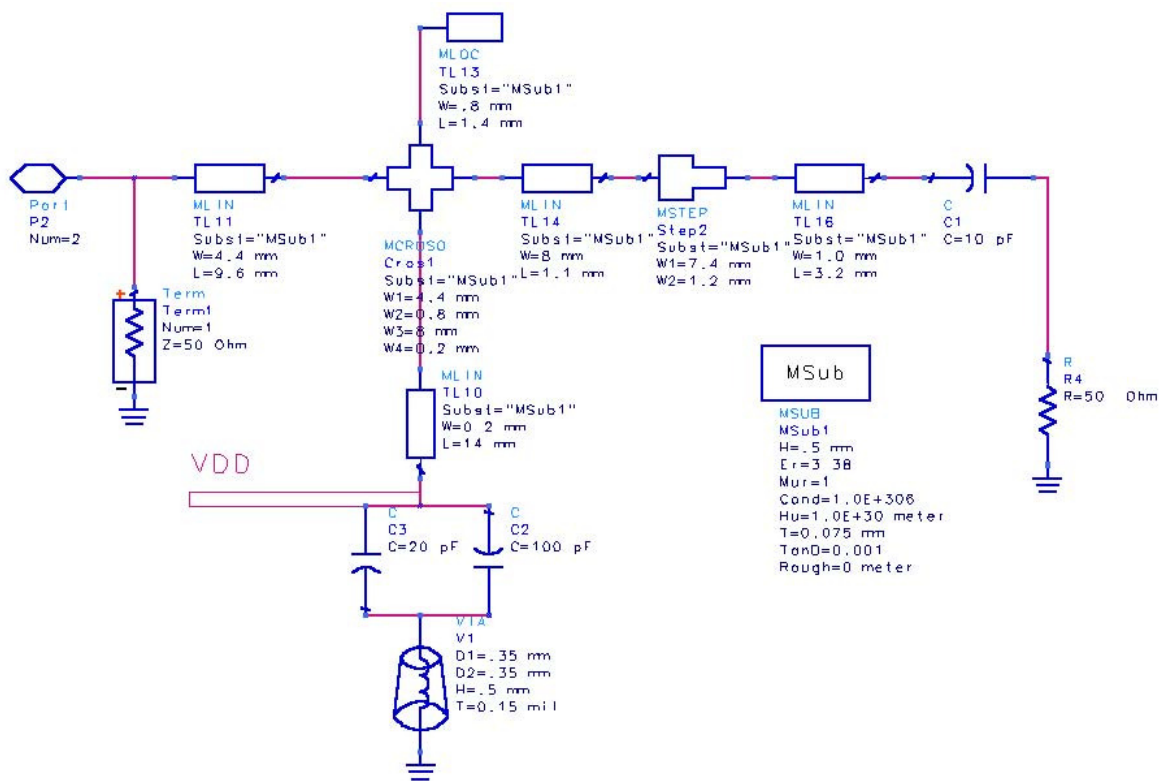 MLOC
TL13
Subst="MSub1"
W=.8 mm
L=1.4 mm
Port
P2
Num=2
MLIN
TL11
Subst="MSub1"
W=4.4 mm
L=9.6 mm
MCROSO
Cros1
Subst="MSub1"
W1=4.4 mm
W2=0.8 mm
W3=8 mm
W4=0.2 mm
MLIN
TL14
Subst="MSub1"
W=8 mm
L=1.1 mm
MSTEP
Step2
Subst="MSub1"
W1=7.4 mm
W2=1.2 mm
MLIN
TL16
Subst="MSub1"
W=1.0 mm
L=3.2 mm
C
C1
C=10 pF
+
Term
Term1
Num=1
Z=50 Ohm
-
MLIN
TL10
Subst="MSub1"
W=0.2 mm
L=14 mm
MSub
MSUB
MSub1
H=.5 mm
Er=3.38
Mur=1
Cond=1.0E+306
Hu=1.0E+30 meter
T=0.075 mm
TanD=0.001
Rough=0 meter
R
R4
R=50 Ohm
VDD
C
C3
C=20 pF
C
C2
C=100 pF
VIA
V1
D1=.35 mm
D2=.35 mm
H=.5 mm
T=0.15 mil